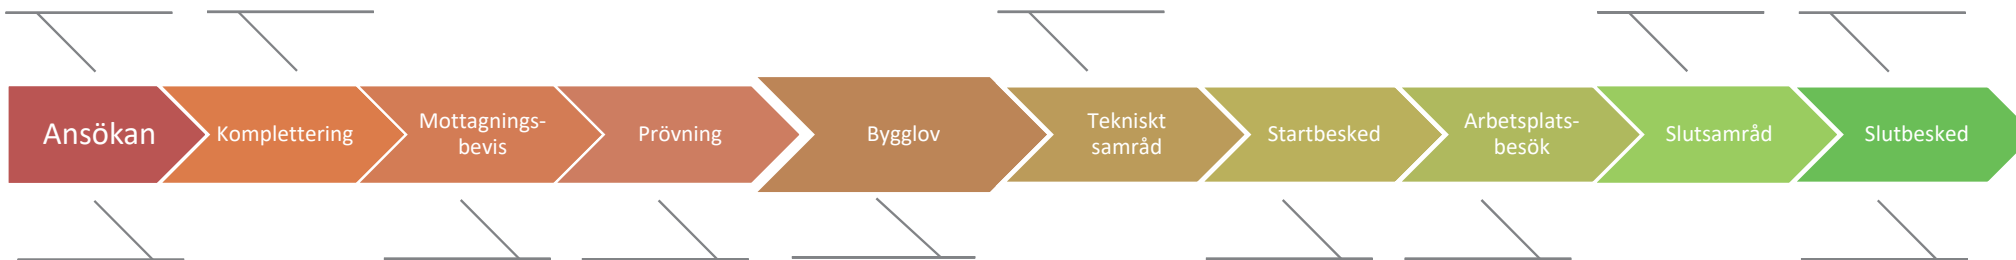 Ansökan
Komplettering
Mottagnings-
bevis
Prövning
Bygglov
Tekniskt
samråd
Startbesked
Arbetsplats-
besök
Slutsamråd
Slutbesked